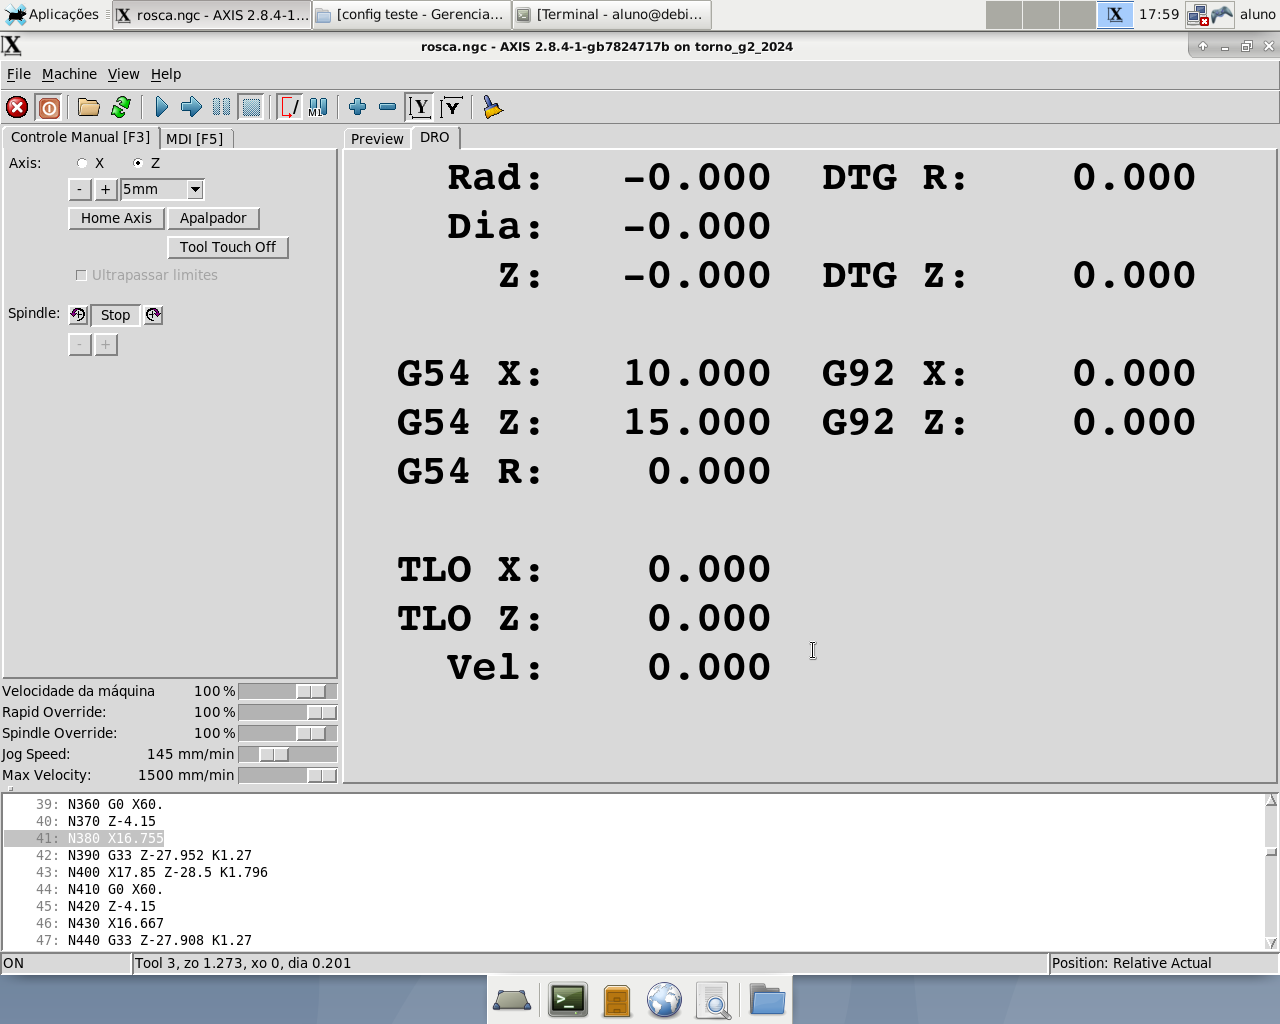 Aplicações
rosca.ngc - AXIS 2.8.4-1...
[config teste - Gerencia...
[Terminal - aluno@debi...
17:59
aluno
rosca.ngc - AXIS 2.8.4-1-gb7824717b on torno_g2_2024
File Machine View Help
Controle Manual [F3] MDI [F5]
Preview DRO
Axis: X Z
- + 5mm
Home Axis Apalpador
Tool Touch Off
Ultrapassar limites
Spindle: Stop
- +
Rad: -0.000 DTG R: 0.000
Dia: -0.000
Z: -0.000 DTG Z: 0.000
G54 X: 10.000 G92 X: 0.000
G54 Z: 15.000 G92 Z: 0.000
G54 R: 0.000
TLO X: 0.000
TLO Z: 0.000
Vel: 0.000
Velocidade da máquina 100 %
Rapid Override: 100 %
Spindle Override: 100 %
Jog Speed: 145 mm/min
Max Velocity: 1500 mm/min
39: N360 G0 X60.
40: N370 Z-4.15
41: N380 X16.755
42: N390 G33 Z-27.952 K1.27
43: N400 X17.85 Z-28.5 K1.796
44: N410 G0 X60.
45: N420 Z-4.15
46: N430 X16.667
47: N440 G33 Z-27.908 K1.27
ON Tool 3, zo 1.273, xo 0, dia 0.201 Position: Relative Actual